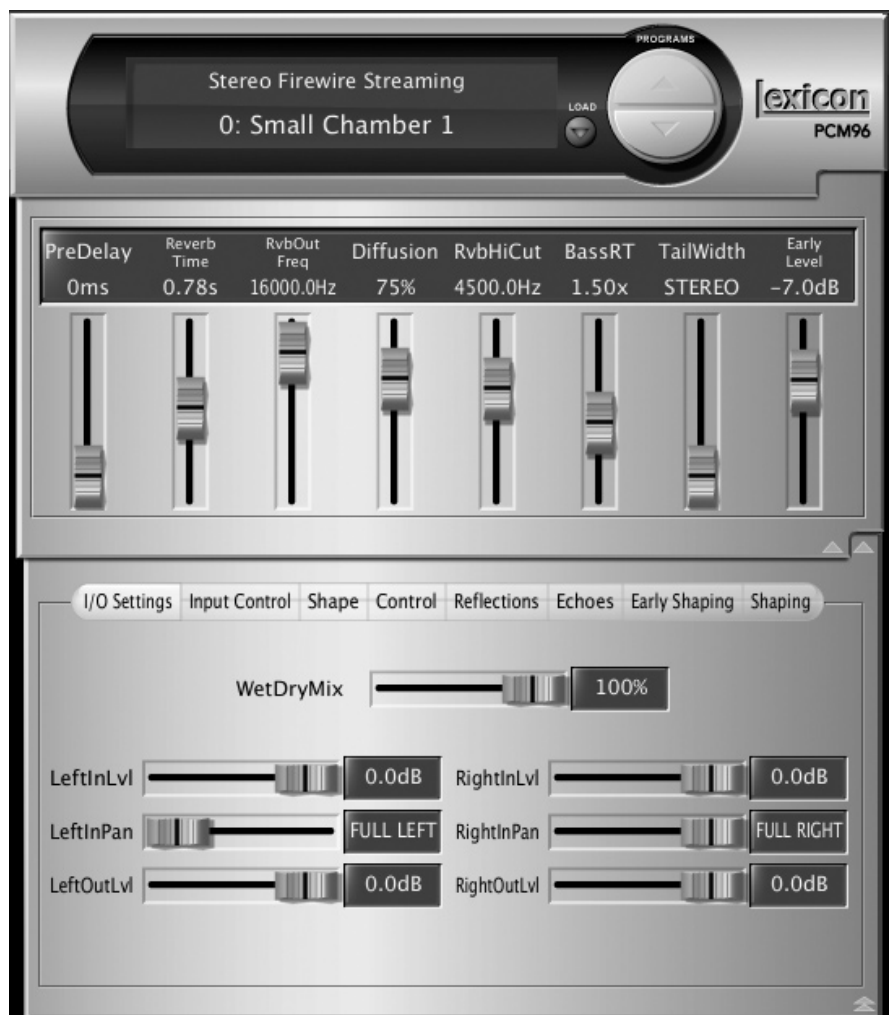 PROGRAMS
Stereo Firewire Streaming
LOAD
0: Small Chamber 1
lexicon
PCM96
PreDelay Reverb Time RvbOut Freq Diffusion RvbHiCut BassRT TailWidth Early Level
0ms 0.78s 16000.0Hz 75% 4500.0Hz 1.50x STEREO -7.0dB
I/O Settings Input Control Shape Control Reflections Echoes Early Shaping Shaping
WetDryMix 100%
LeftInLvl 0.0dB RightInLvl 0.0dB
LeftInPan FULL LEFT RightInPan FULL RIGHT
LeftOutLvl 0.0dB RightOutLvl 0.0dB